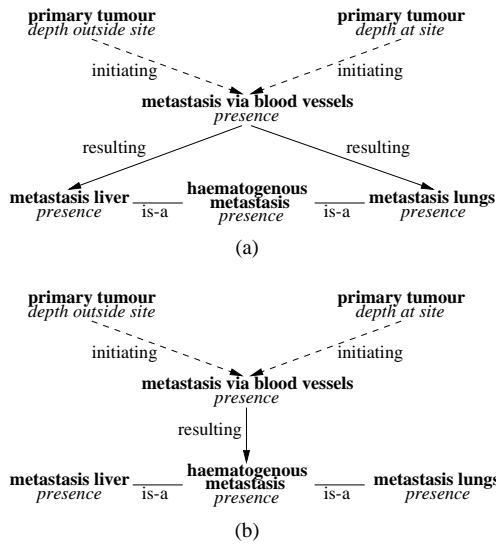 primary tumour primary tumour
depth outside site depth at site
initiating initiating
metastasis via blood vessels
presence
resulting resulting
haematogenous
metastasis liver metastasis metastasis lungs
presence is-a presence is-a presence
(a)
primary tumour primary tumour
depth outside site depth at site
initiating initiating
metastasis via blood vessels
presence
resulting
haematogenous
metastasis liver metastasis metastasis lungs
presence is-a presence is-a presence
(b)